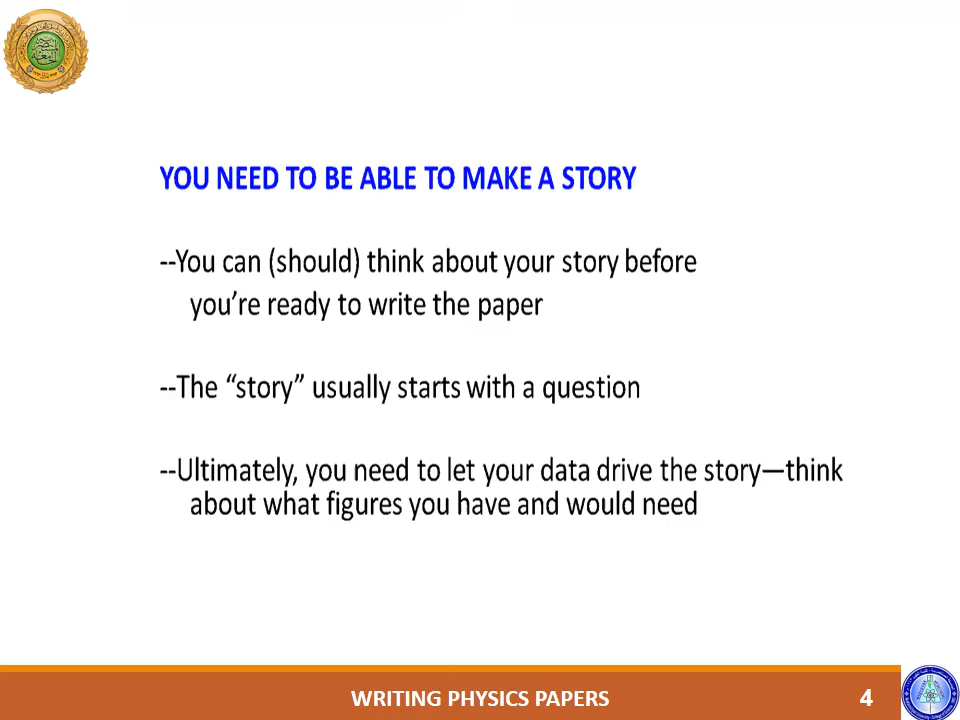 YOU NEED TO BE ABLE TO MAKE A STORY
--You can (should) think about your story before
you’re ready to write the paper
--The “story” usually starts with a question
--Ultimately, you need to let your data drive the story—think
about what figures you have and would need
WRITING PHYSICS PAPERS
4